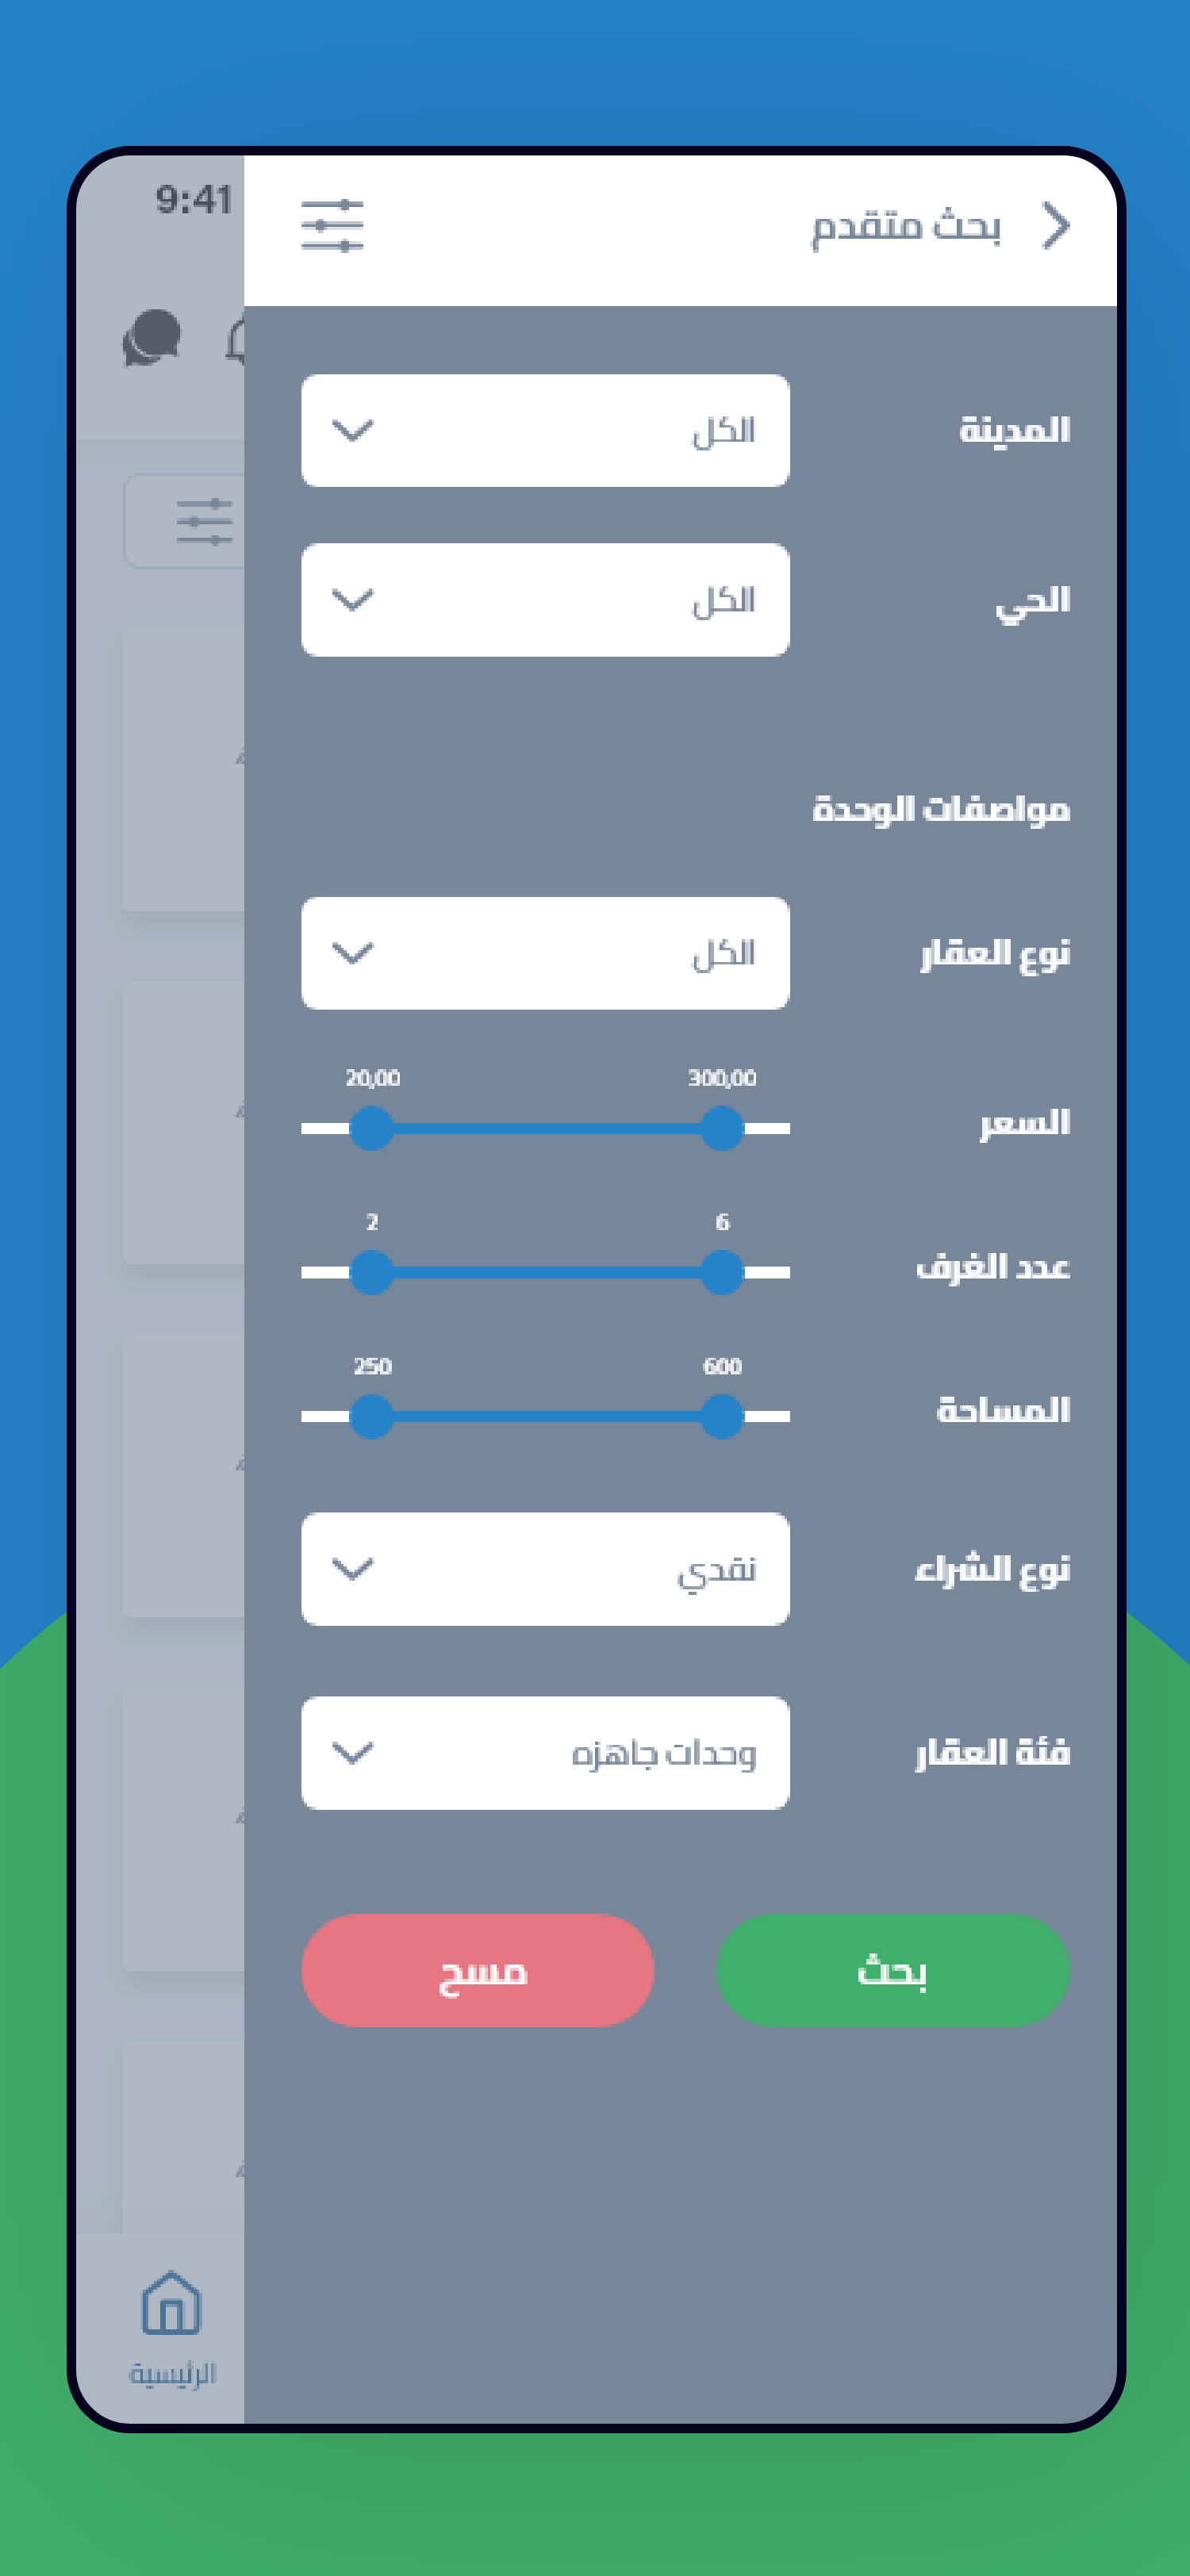 9:41
بحث متقدم
المدينة
الكل
الحي
الكل
مواصفات الوحدة
نوع العقار
الكل
20,00 300,00
السعر
2 6
عدد الغرف
250 600
المساحة
نوع الشراء
نقدي
فئة العقار
وحدات جاهزه
بحث
مسح
الرئيسية